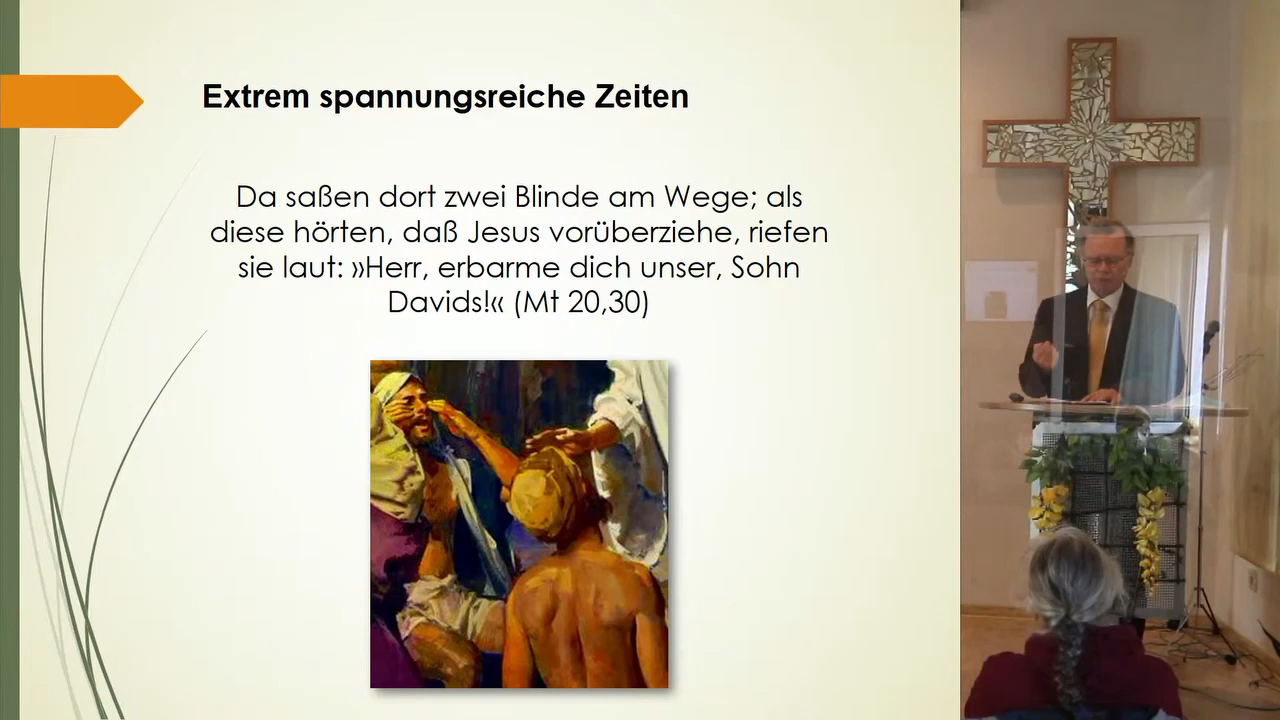 Extrem spannungsreiche Zeiten
Da saßen dort zwei Blinde am Wege; als
diese hörten, daß Jesus vorüberziehe, riefen
sie laut: »Herr, erbarme dich unser, Sohn
Davids!« (Mt 20,30)